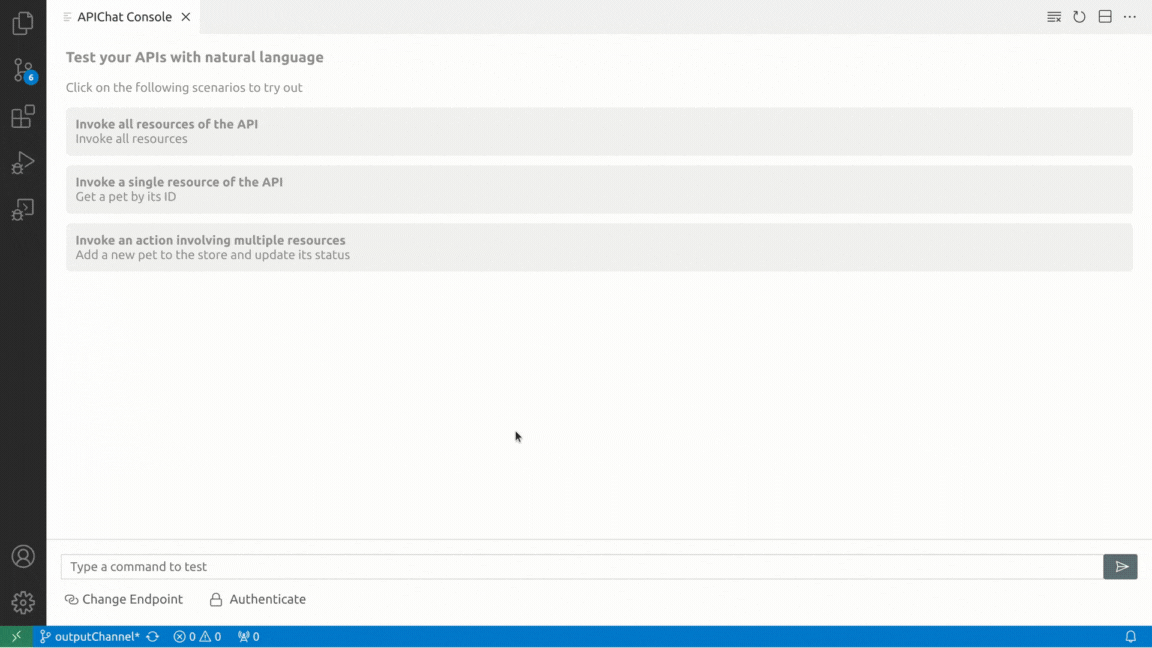 APIChat Console
Test your APIs with natural language
Click on the following scenarios to try out
Invoke all resources of the API
Invoke all resources
Invoke a single resource of the API
Get a pet by its ID
Invoke an action involving multiple resources
Add a new pet to the store and update its status
Type a command to test
Change Endpoint Authenticate
6
outputChannel* 0 0 0